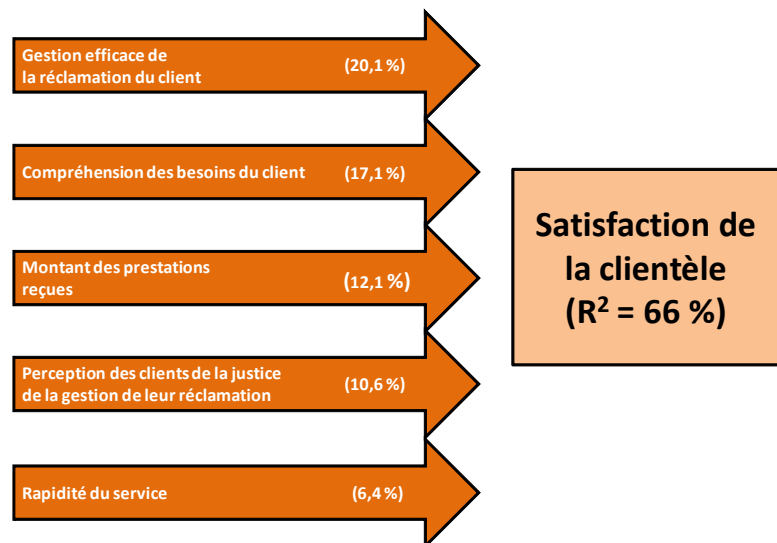 Gestion efficace de
la réclamation du client (20,1 %)
Compréhension des besoins du client (17,1 %)
Montant des prestations
reçues (12,1 %)
Perception des clients de la justice
de la gestion de leur réclamation (10,6 %)
Rapidité du service (6,4 %)
Satisfaction de
la clientèle
(R² = 66 %)